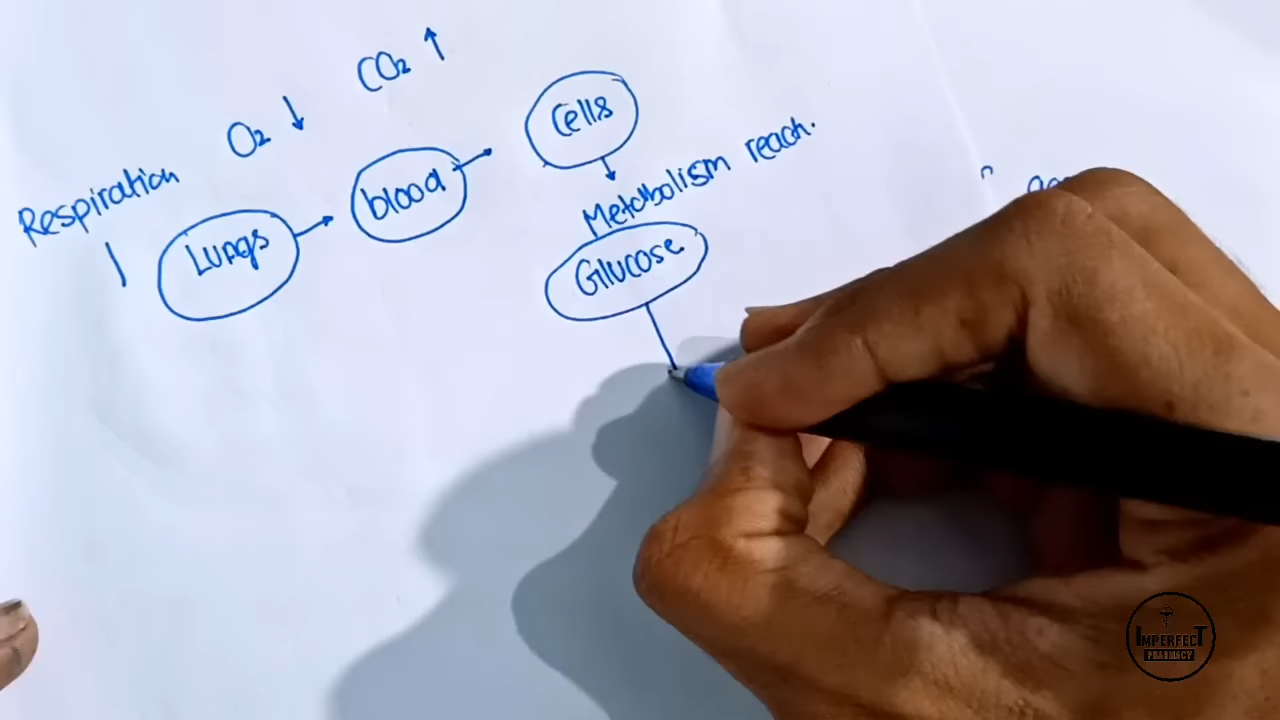 CO2 ↑
O2 ↓
Respiration
Lungs
blood
Cells
Metabolism reach.
Glucose
IMPERFECT
PHARMACY